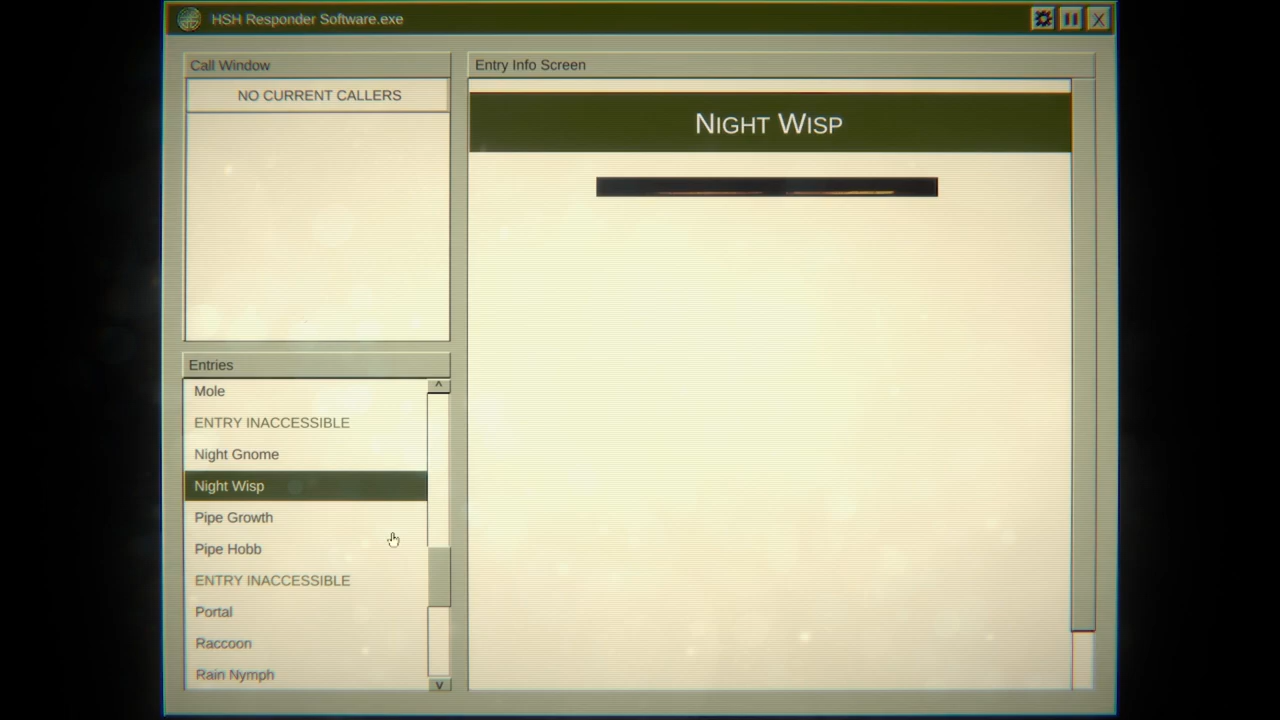 HSH Responder Software.exe
X
Call Window
NO CURRENT CALLERS
Entry Info Screen
NIGHT WISP
Entries
Mole
ENTRY INACCESSIBLE
Night Gnome
Night Wisp
Pipe Growth
Pipe Hobb
ENTRY INACCESSIBLE
Portal
Raccoon
Rain Nymph